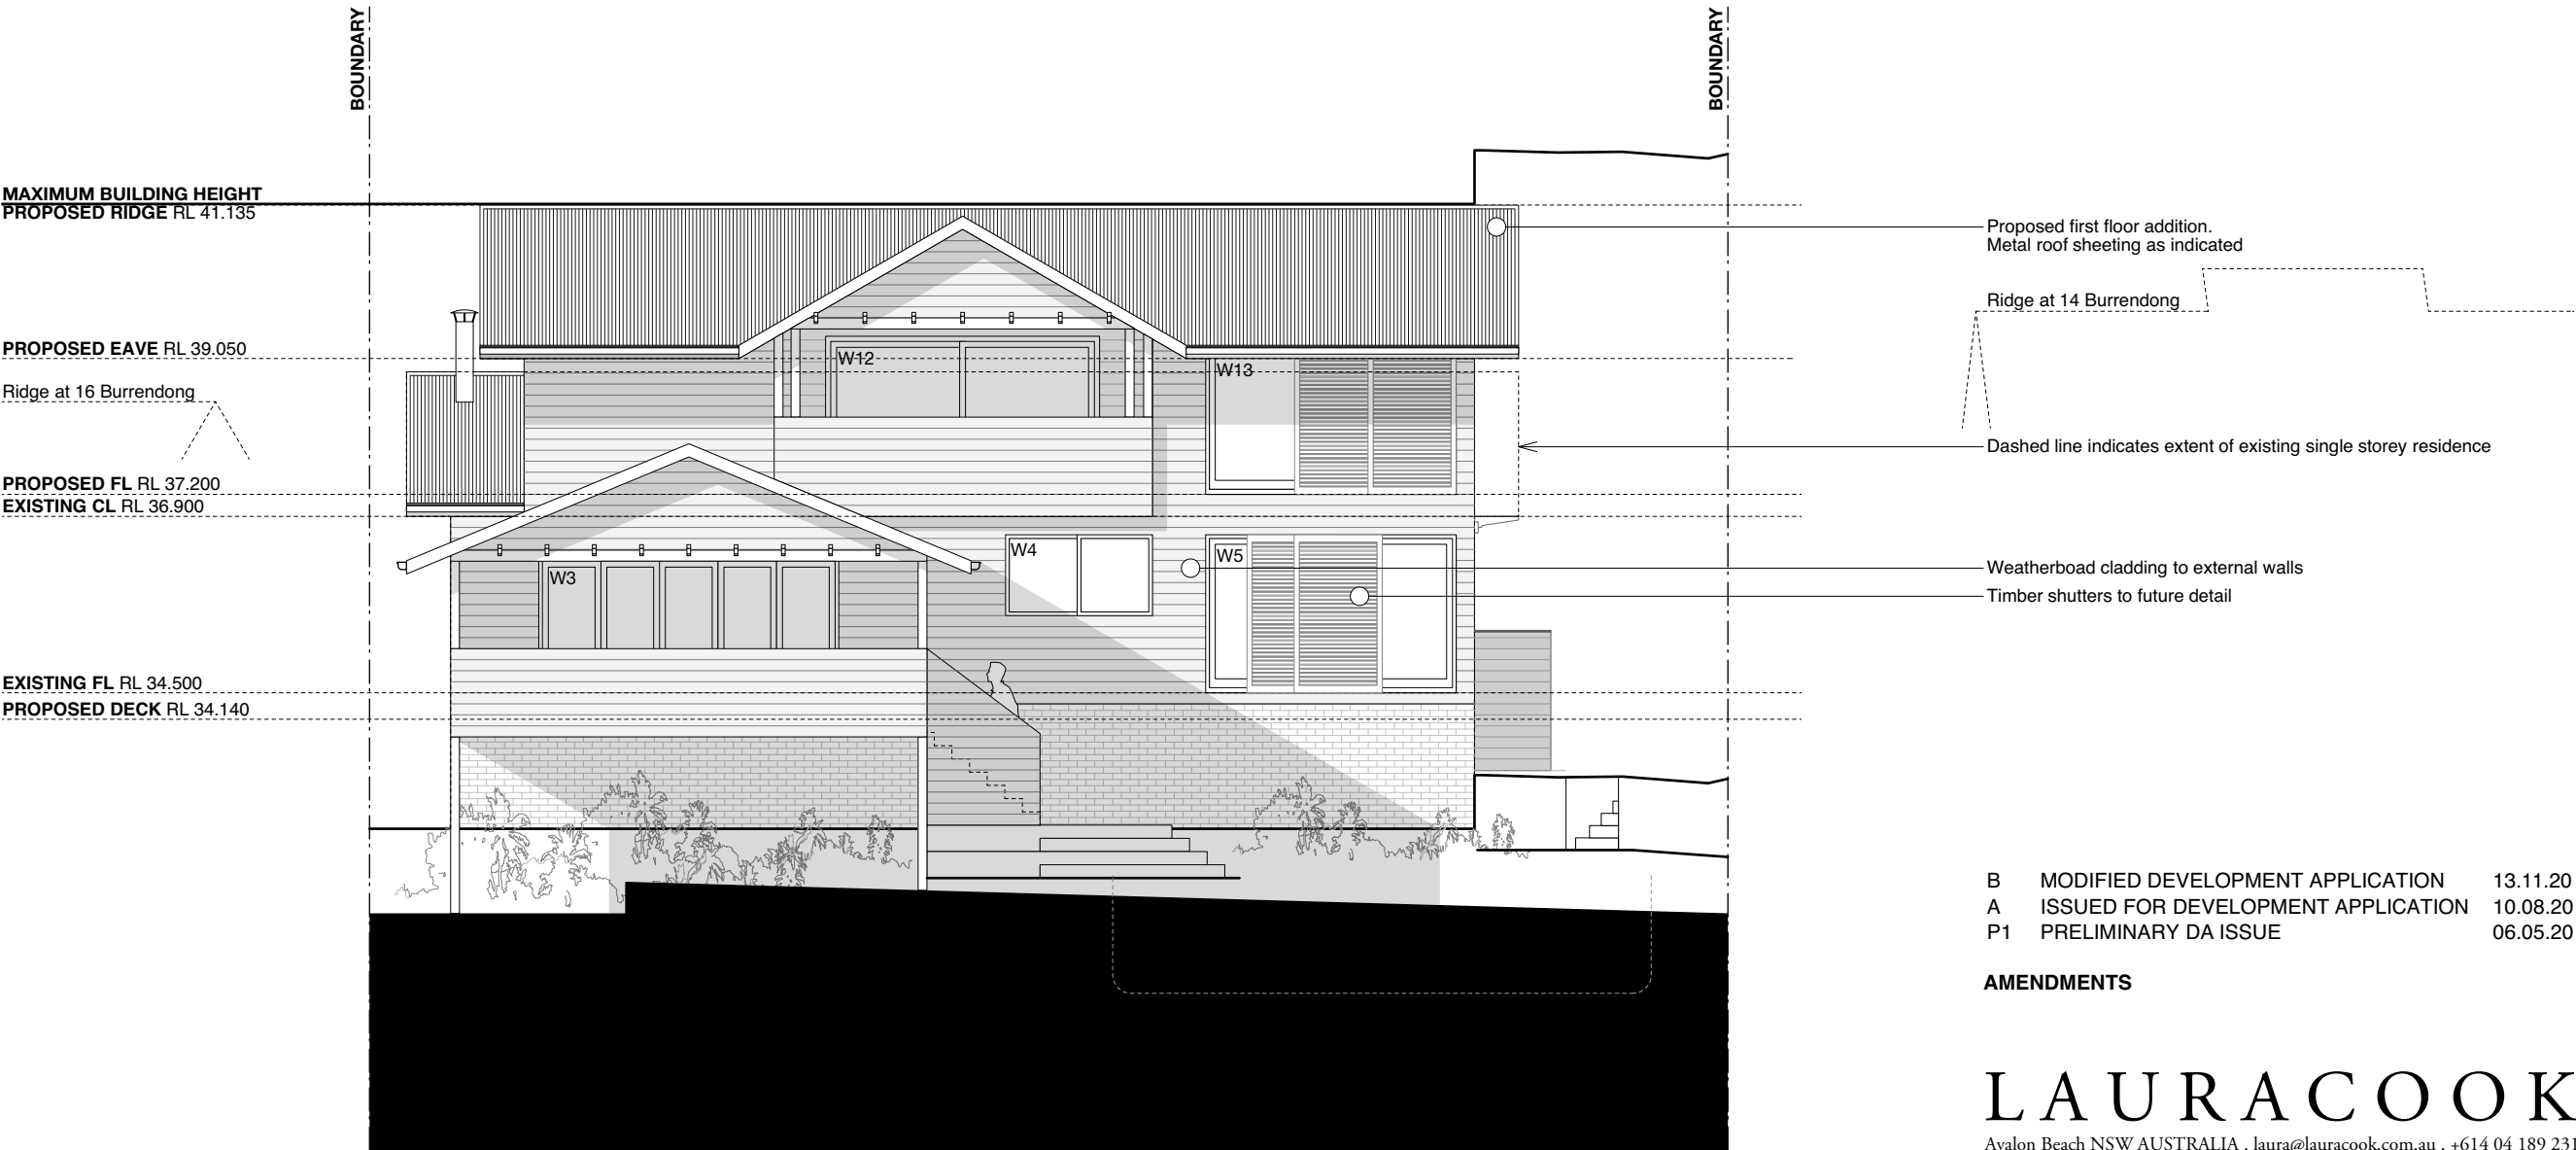 BOUNDARY
BOUNDARY
MAXIMUM BUILDING HEIGHT
PROPOSED RIDGE RL 41.135
Proposed first floor addition.
Metal roof sheeting as indicated
Ridge at 14 Burrendong
PROPOSED EAVE RL 39.050
W12
W13
Ridge at 16 Burrendong
Dashed line indicates extent of existing single storey residence
PROPOSED FL RL 37.200
EXISTING CL RL 36.900
W4
W5
W3
Weatherboad cladding to external walls
Timber shutters to future detail
EXISTING FL RL 34.500
PROPOSED DECK RL 34.140
B MODIFIED DEVELOPMENT APPLICATION 13.11.20
A ISSUED FOR DEVELOPMENT APPLICATION 10.08.20
P1 PRELIMINARY DA ISSUE 06.05.20
AMENDMENTS
LAURACOOK
Avalon Beach NSW AUSTRALIA . laura@lauracook.com.au . +614 04 189 231